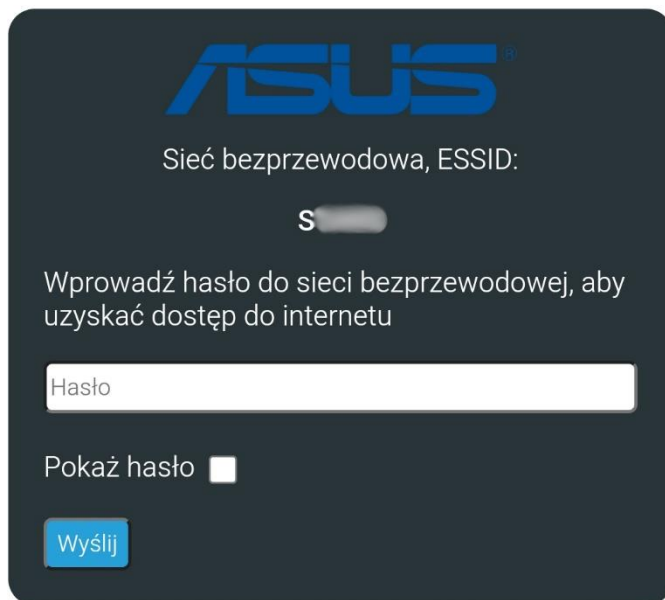 ASUS®
Sieć bezprzewodowa, ESSID:
S
Wprowadź hasło do sieci bezprzewodowej, aby
uzyskać dostęp do internetu
Hasło
Pokaż hasło
Wyślij